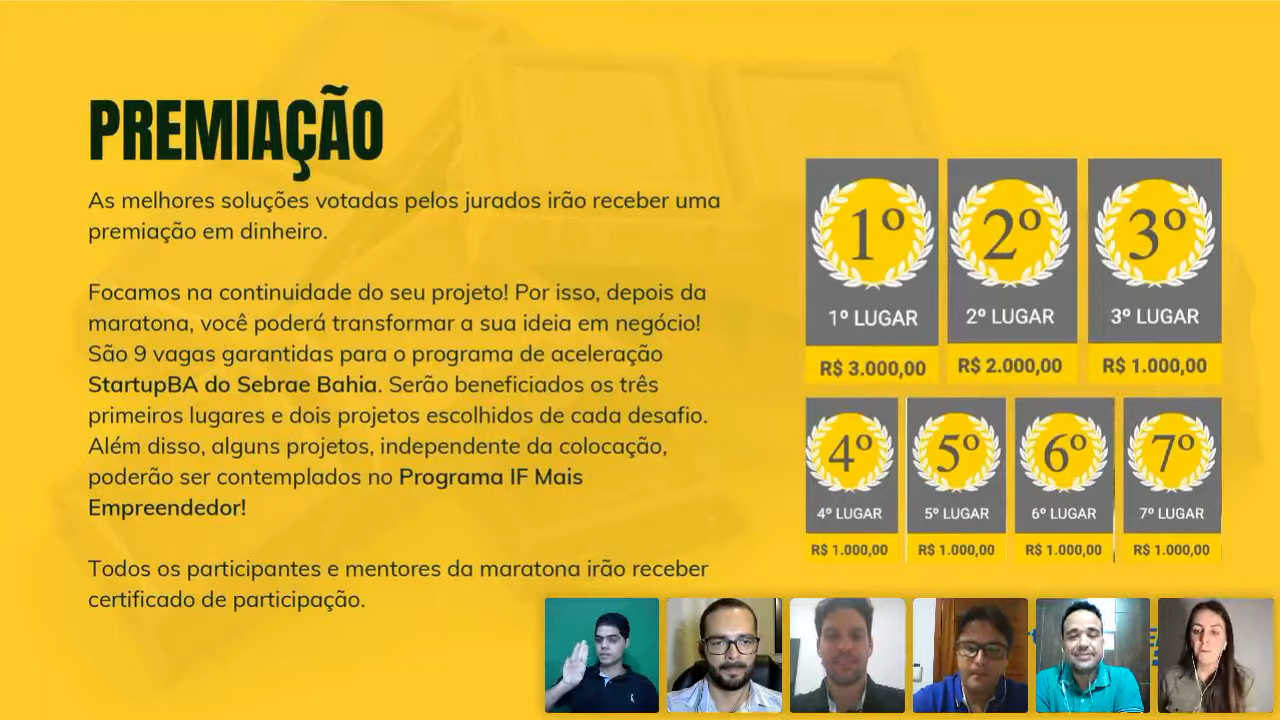 PREMIAÇÃO
As melhores soluções votadas pelos jurados irão receber uma
premiação em dinheiro.
Focamos na continuidade do seu projeto! Por isso, depois da
maratona, você poderá transformar a sua ideia em negócio!
São 9 vagas garantidas para o programa de aceleração
StartupBA do Sebrae Bahia. Serão beneficiados os três
primeiros lugares e dois projetos escolhidos de cada desafio.
Além disso, alguns projetos, independente da colocação,
poderão ser contemplados no Programa IF Mais
Empreendedor!
Todos os participantes e mentores da maratona irão receber
certificado de participação.
1º 2º 3º
1º LUGAR 2º LUGAR 3º LUGAR
R$ 3.000,00 R$ 2.000,00 R$ 1.000,00
4º 5º 6º 7º
4º LUGAR 5º LUGAR 6º LUGAR 7º LUGAR
R$ 1.000,00 R$ 1.000,00 R$ 1.000,00 R$ 1.000,00